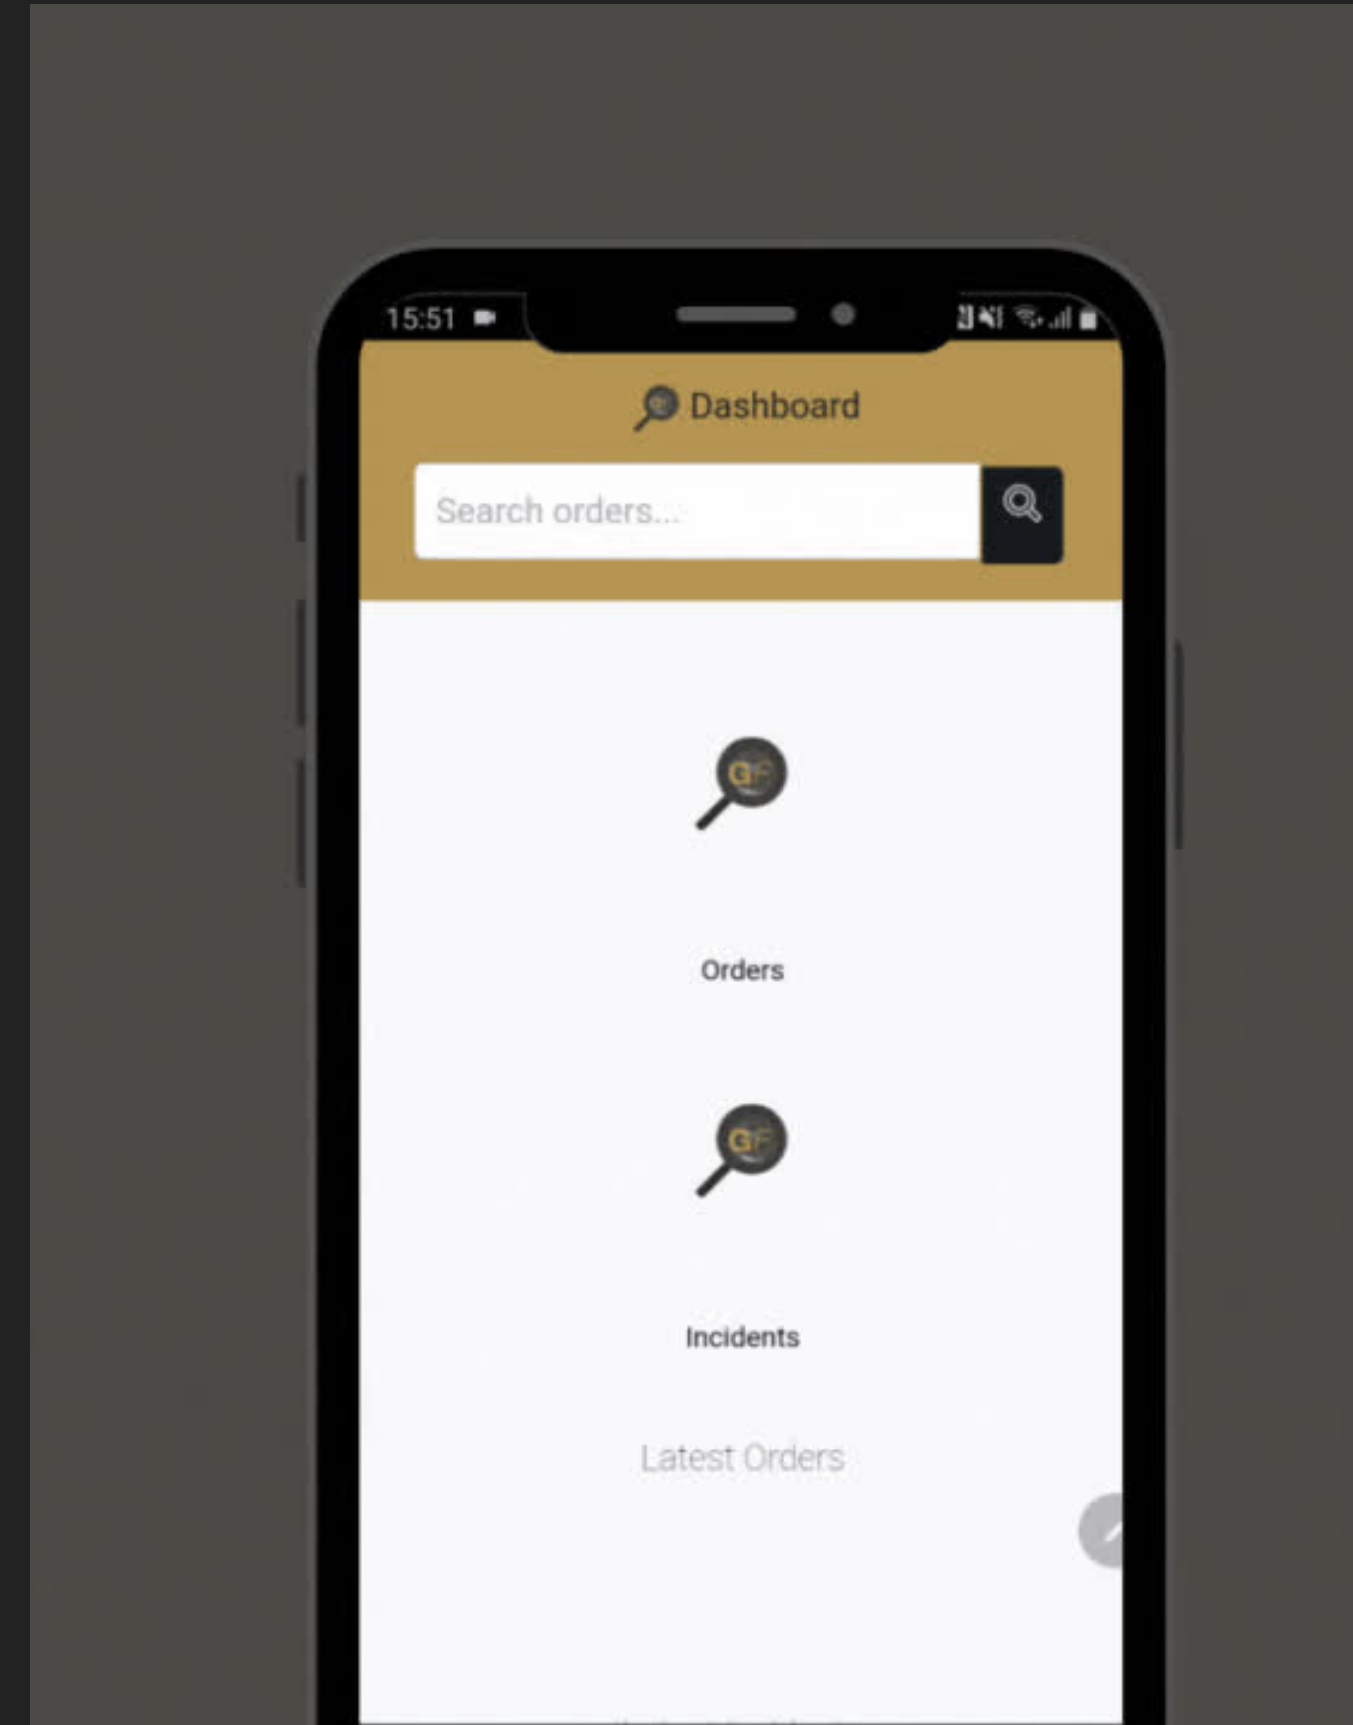 15:51
Dashboard
Search orders...
GF
Orders
GF
Incidents
Latest Orders